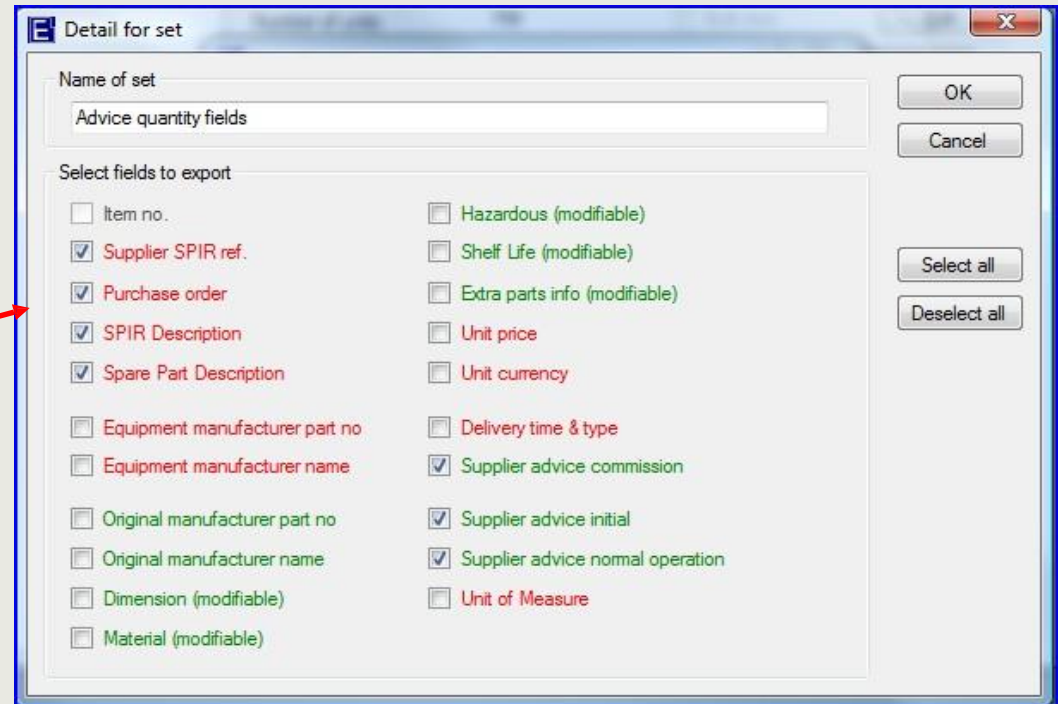 Detail for set
Name of set
OK
Advice quantity fields
Cancel
Select fields to export
Item no.
Supplier SPIR ref.
Purchase order
SPIR Description
Spare Part Description
Equipment manufacturer part no
Equipment manufacturer name
Original manufacturer part no
Original manufacturer name
Dimension (modifiable)
Material (modifiable)
Hazardous (modifiable)
Shelf Life (modifiable)
Extra parts info (modifiable)
Unit price
Unit currency
Delivery time & type
Supplier advice commission
Supplier advice initial
Supplier advice normal operation
Unit of Measure
Select all
Deselect all